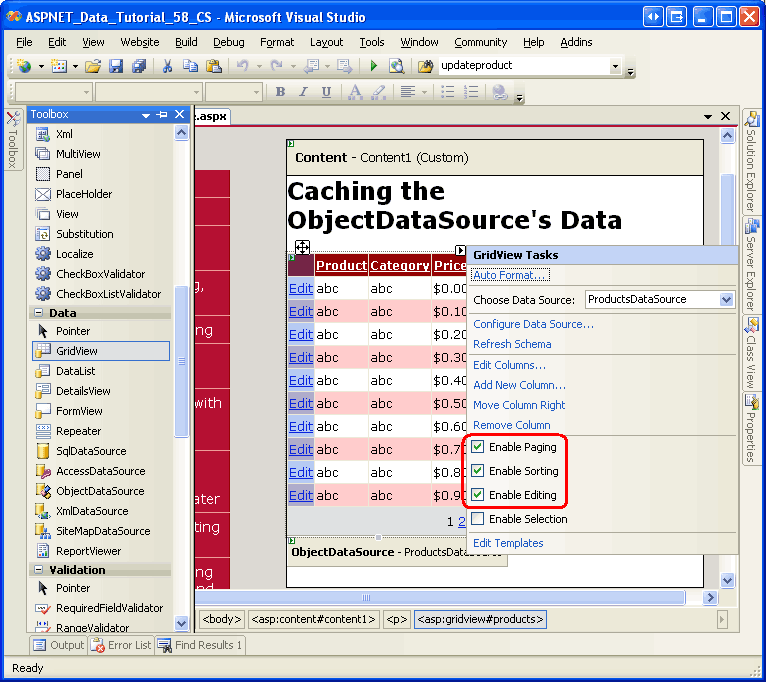 ASPNET_Data_Tutorial_58_CS - Microsoft Visual Studio
File Edit View Website Build Debug Format Layout Tools Window Community Help Addins
updateproduct
B I U A
Toolbox
Toolbox
Xml
MultiView
Panel
PlaceHolder
View
Substitution
Localize
CheckBoxValidator
CheckBoxListValidator
Data
Pointer
GridView
DataList
DetailsView
FormView
Repeater
SqlDataSource
AccessDataSource
ObjectDataSource
XmlDataSource
SiteMapDataSource
ReportViewer
Validation
Pointer
RequiredFieldValidator
RangeValidator
.aspx
g,
ng
with
ater
ting
ng
Content - Content1 (Custom)
Caching the
ObjectDataSource's Data
Product Category Price
Edit abc abc $0.00
Edit abc abc $0.10
Edit abc abc $0.20
Edit abc abc $0.30
Edit abc abc $0.40
Edit abc abc $0.50
Edit abc abc $0.60
Edit abc abc $0.7
Edit abc abc $0.8
Edit abc abc $0.9
1 2
ObjectDataSource - ProductsDataSource
GridView Tasks
Auto Format...
Choose Data Source: ProductsDataSource
Configure Data Source...
Refresh Schema
Edit Columns...
Add New Column...
Move Column Right
Remove Column
Enable Paging
Enable Sorting
Enable Editing
Enable Selection
Edit Templates
Solution Explorer
Server Explorer
Class View
Properties
<body> <asp:content#content1> <p> <asp:gridview#products>
Output Error List Find Results 1
Ready